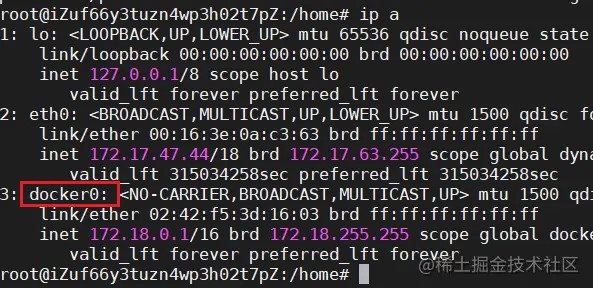 root@iZuf66y3tuzn4wp3h02t7pZ:/home# ip a
1: lo: <LOOPBACK,UP,LOWER_UP> mtu 65536 qdisc noqueue state
link/loopback 00:00:00:00:00:00 brd 00:00:00:00:00:00
inet 127.0.0.1/8 scope host lo
valid_lft forever preferred_lft forever
2: eth0: <BROADCAST,MULTICAST,UP,LOWER_UP> mtu 1500 qdisc fo
link/ether 00:16:3e:0a:c3:63 brd ff:ff:ff:ff:ff:ff
inet 172.17.47.44/18 brd 172.17.63.255 scope global dyna
valid_lft 315034258sec preferred_lft 315034258sec
3: docker0: <NO-CARRIER,BROADCAST,MULTICAST,UP> mtu 1500 qdi
link/ether 02:42:f5:3d:16:03 brd ff:ff:ff:ff:ff:ff
inet 172.18.0.1/16 brd 172.18.255.255 scope global docke
valid_lft forever preferred_lft forever
root@iZuf66y3tuzn4wp3h02t7pZ:/home#
@稀土掘金技术社区